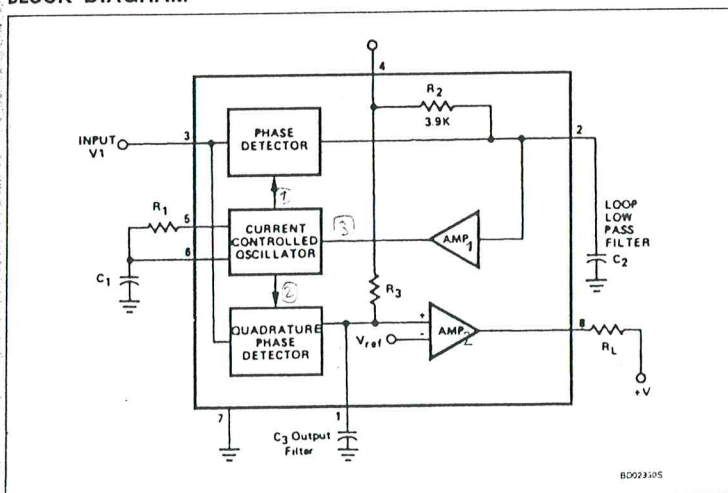 BLOCK DIAGRAM
4
R2
3.9K
3
PHASE
DETECTOR
2
INPUT
V1
1
R1
5
CURRENT
CONTROLLED
OSCILLATOR
3
AMP1
LOOP
LOW
PASS
FILTER
C2
6
C1
2
R3
QUADRATURE
PHASE
DETECTOR
+
Vref
-
AMP2
8
RL
+V
7
1
C3 Output
Filter
BD02350S